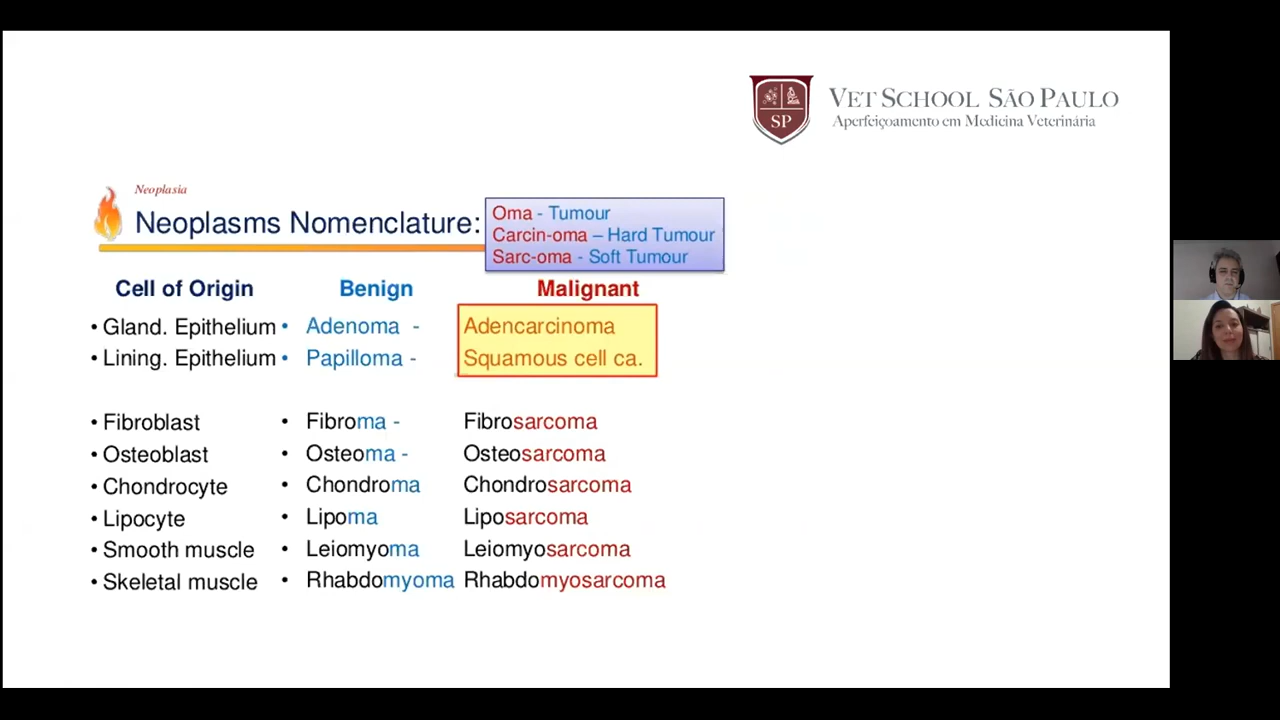 VET SCHOOL SÃO PAULO
SP
Aperfeiçoamento em Medicina Veterinária
Neoplasia
Neoplasms Nomenclature:
Oma - Tumour
Carcin-oma – Hard Tumour
Sarc-oma - Soft Tumour
Cell of Origin Benign Malignant
• Gland. Epithelium • Adenoma - Adencarcinoma
• Lining. Epithelium • Papilloma - Squamous cell ca.
• Fibroblast • Fibroma - Fibrosarcoma
• Osteoblast • Osteoma - Osteosarcoma
• Chondrocyte • Chondroma Chondrosarcoma
• Lipocyte • Lipoma Liposarcoma
• Smooth muscle • Leiomyoma Leiomyosarcoma
• Skeletal muscle • Rhabdomyoma Rhabdomyosarcoma